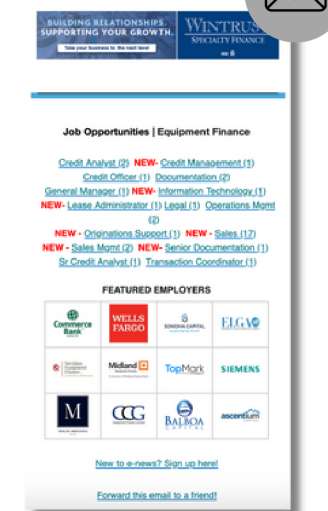 BUILDING RELATIONSHIPS.
SUPPORTING YOUR GROWTH.
Take your business to the next level
WINTRUST
SPECIALTY FINANCE
Job Opportunities | Equipment Finance
Credit Analyst (2) NEW- Credit Management (1)
Credit Officer (1) Documentation (2)
General Manager (1) NEW- Information Technology (1)
NEW- Lease Administrator (1) Legal (1) Operations Mgmt
(2)
NEW - Originations Support (1) NEW - Sales (17)
NEW - Sales Mgmt (2) NEW- Senior Documentation (1)
Sr Credit Analyst (1) Transaction Coordinator (1)
FEATURED EMPLOYERS
Commerce
Bank
WELLS
FARGO
SONOMA CAPITAL
Midland
TopMark
SIEMENS
M
CCG
BALBOA
CAPITAL
ascentium
New to e-news? Sign up here!
Forward this email to a friend!